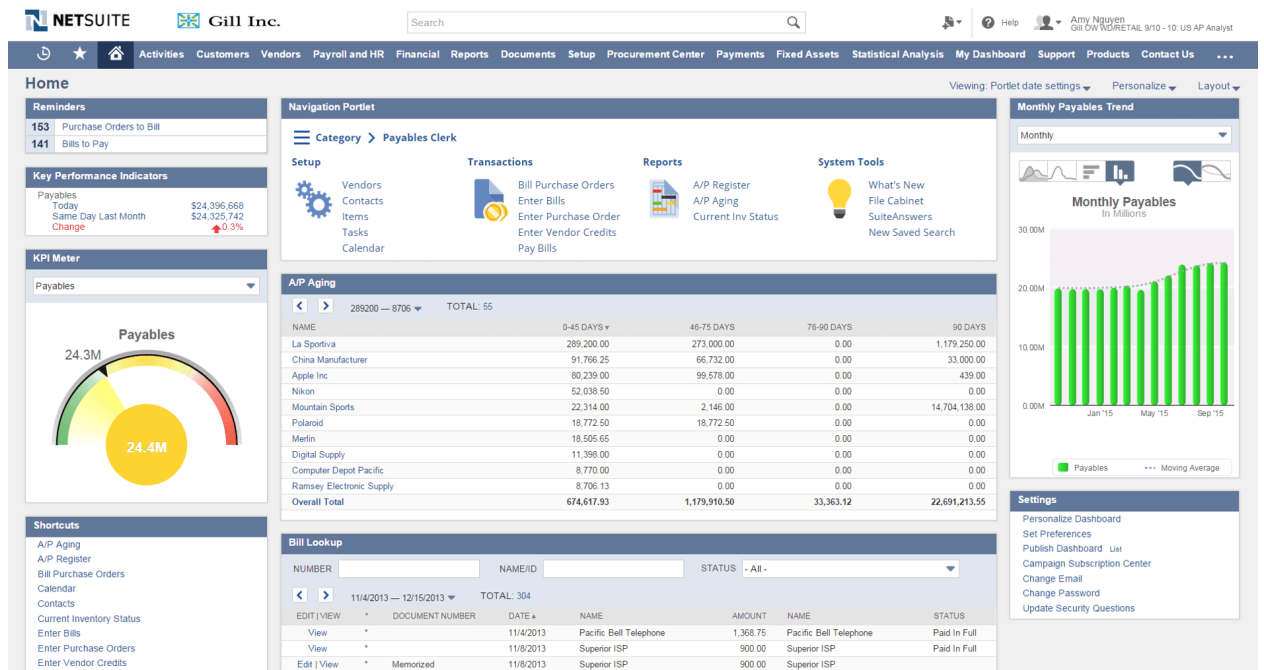 NETSUITE
Gill Inc.
Search
Help
Amy Nguyen
Gill OW WD/RETAIL 9/10 - 10: US AP Analyst
Activities Customers Vendors Payroll and HR Financial Reports Documents Setup Procurement Center Payments Fixed Assets Statistical Analysis My Dashboard Support Products Contact Us ...
Home
Viewing: Portlet date settings Personalize Layout
Reminders
153 Purchase Orders to Bill
141 Bills to Pay
Key Performance Indicators
Payables
Today $24,396,668
Same Day Last Month $24,325,742
Change 0.3%
KPI Meter
Payables
Payables
24.3M
24.4M
Shortcuts
A/P Aging
A/P Register
Bill Purchase Orders
Calendar
Contacts
Current Inventory Status
Enter Bills
Enter Purchase Orders
Enter Vendor Credits
Navigation Portlet
Category > Payables Clerk
Setup
Vendors
Contacts
Items
Tasks
Calendar
Transactions
Bill Purchase Orders
Enter Bills
Enter Purchase Order
Enter Vendor Credits
Pay Bills
Reports
A/P Register
A/P Aging
Current Inv Status
System Tools
What's New
File Cabinet
SuiteAnswers
New Saved Search
A/P Aging
289200 — 8706 TOTAL: 55
NAME 0-45 DAYS 46-75 DAYS 76-90 DAYS 90 DAYS
La Sportiva 289,200.00 273,000.00 0.00 1,179,250.00
China Manufacturer 91,766.25 66,732.00 0.00 33,000.00
Apple Inc 80,239.00 99,578.00 0.00 439.00
Nikon 52,038.50 0.00 0.00 0.00
Mountain Sports 22,314.00 2,146.00 0.00 14,704,138.00
Polaroid 18,772.50 18,772.50 0.00 0.00
Merlin 18,505.65 0.00 0.00 0.00
Digital Supply 11,398.00 0.00 0.00 0.00
Computer Depot Pacific 8,770.00 0.00 0.00 0.00
Ramsey Electronic Supply 8,706.13 0.00 0.00 0.00
Overall Total 674,617.93 1,179,910.50 33,363.12 22,691,213.55
Bill Lookup
NUMBER NAME/ID STATUS - All -
11/4/2013 — 12/15/2013 TOTAL: 304
EDIT | VIEW * DOCUMENT NUMBER DATE NAME AMOUNT NAME STATUS
View * 11/4/2013 Pacific Bell Telephone 1,368.75 Pacific Bell Telephone Paid In Full
View * 11/8/2013 Superior ISP 900.00 Superior ISP Paid In Full
Edit | View * Memorized 11/8/2013 Superior ISP 900.00 Superior ISP
Monthly Payables Trend
Monthly
Monthly Payables
In Millions
30.00M
20.00M
10.00M
0.00M
Jan '15 May '15 Sep '15
Payables Moving Average
Settings
Personalize Dashboard
Set Preferences
Publish Dashboard List
Campaign Subscription Center
Change Email
Change Password
Update Security Questions